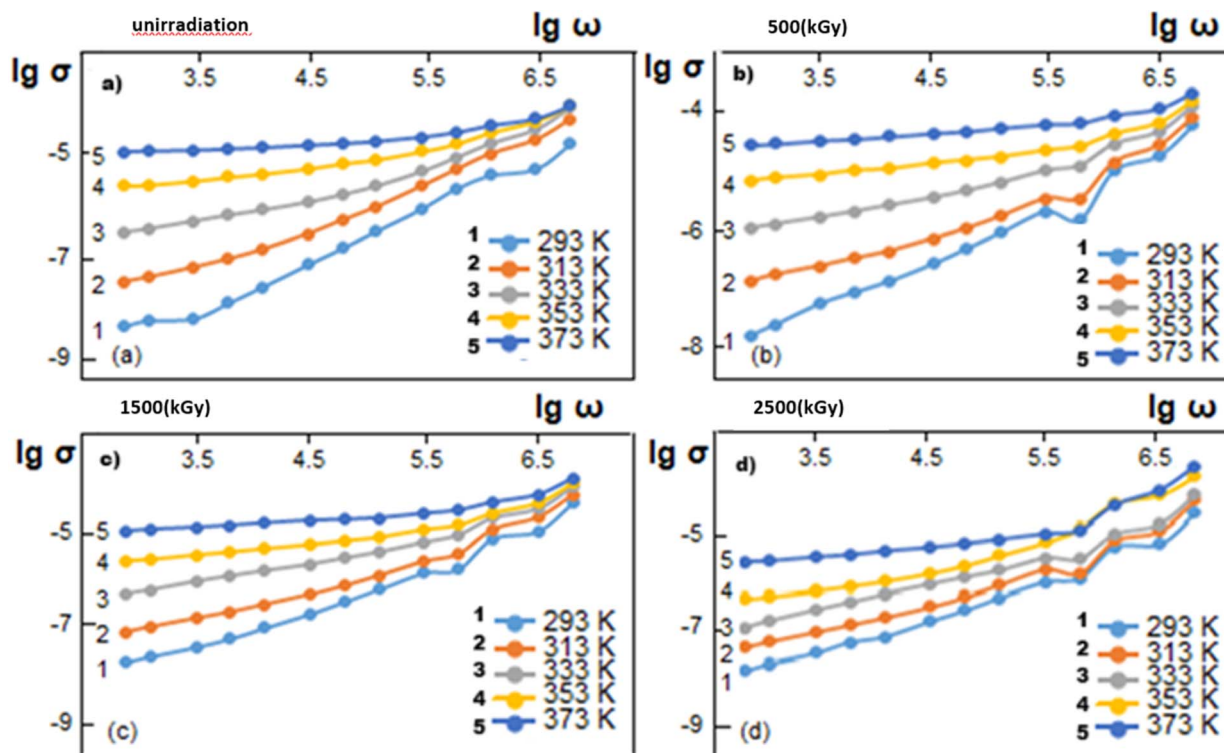 unirradiation
lg ω
lg σ
a)
3.5 4.5 5.5 6.5
-5
-7
-9
5
4
3
2
1
1 293 K
2 313 K
3 333 K
4 353 K
5 373 K
(a)
500(kGy)
lg ω
lg σ
b)
3.5 4.5 5.5 6.5
-4
-6
-8
5
4
3
2
1
1 293 K
2 313 K
3 333 K
4 353 K
5 373 K
(b)
1500(kGy)
lg ω
lg σ
c)
3.5 4.5 5.5 6.5
-5
-7
-9
5
4
3
2
1
1 293 K
2 313 K
3 333 K
4 353 K
5 373 K
(c)
2500(kGy)
lg ω
lg σ
d)
3.5 4.5 5.5 6.5
-5
-7
-9
5
4
3
2
1
1 293 K
2 313 K
3 333 K
4 353 K
5 373 K
(d)